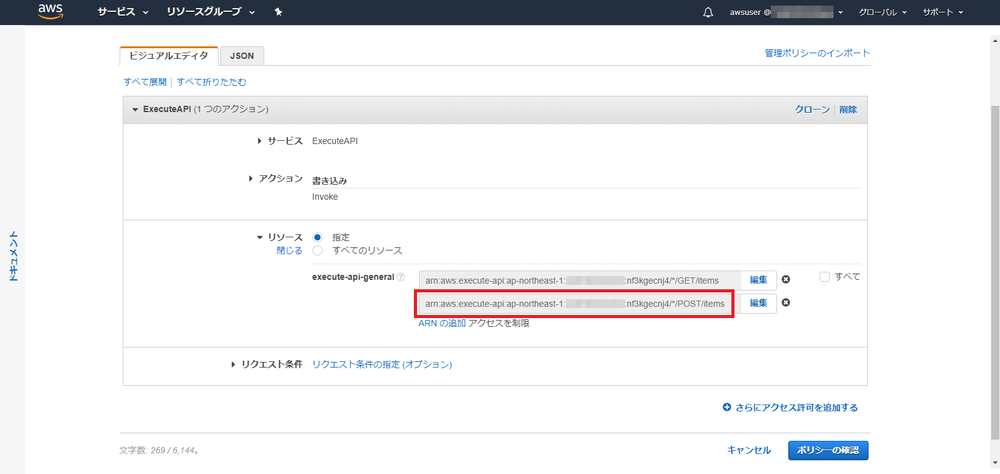 aws サービス リソースグループ awsuser @ グローバル サポート
ビジュアルエディタ JSON 管理ポリシーのインポート
すべて展開 | すべて折りたたむ
ExecuteAPI (1 つのアクション) クローン | 削除
サービス ExecuteAPI
アクション 書き込み
Invoke
ドキュメント
リソース 指定
閉じる すべてのリソース
execute-api-general ? arn:aws:execute-api:ap-northeast-1: :nf3kgecnj4/*/GET/items 編集 すべて
arn:aws:execute-api:ap-northeast-1: :nf3kgecnj4/*/POST/items 編集
ARN の追加 アクセスを制限
リクエスト条件 リクエスト条件の指定 (オプション)
さらにアクセス許可を追加する
文字数: 269 / 6,144。 キャンセル ポリシーの確認